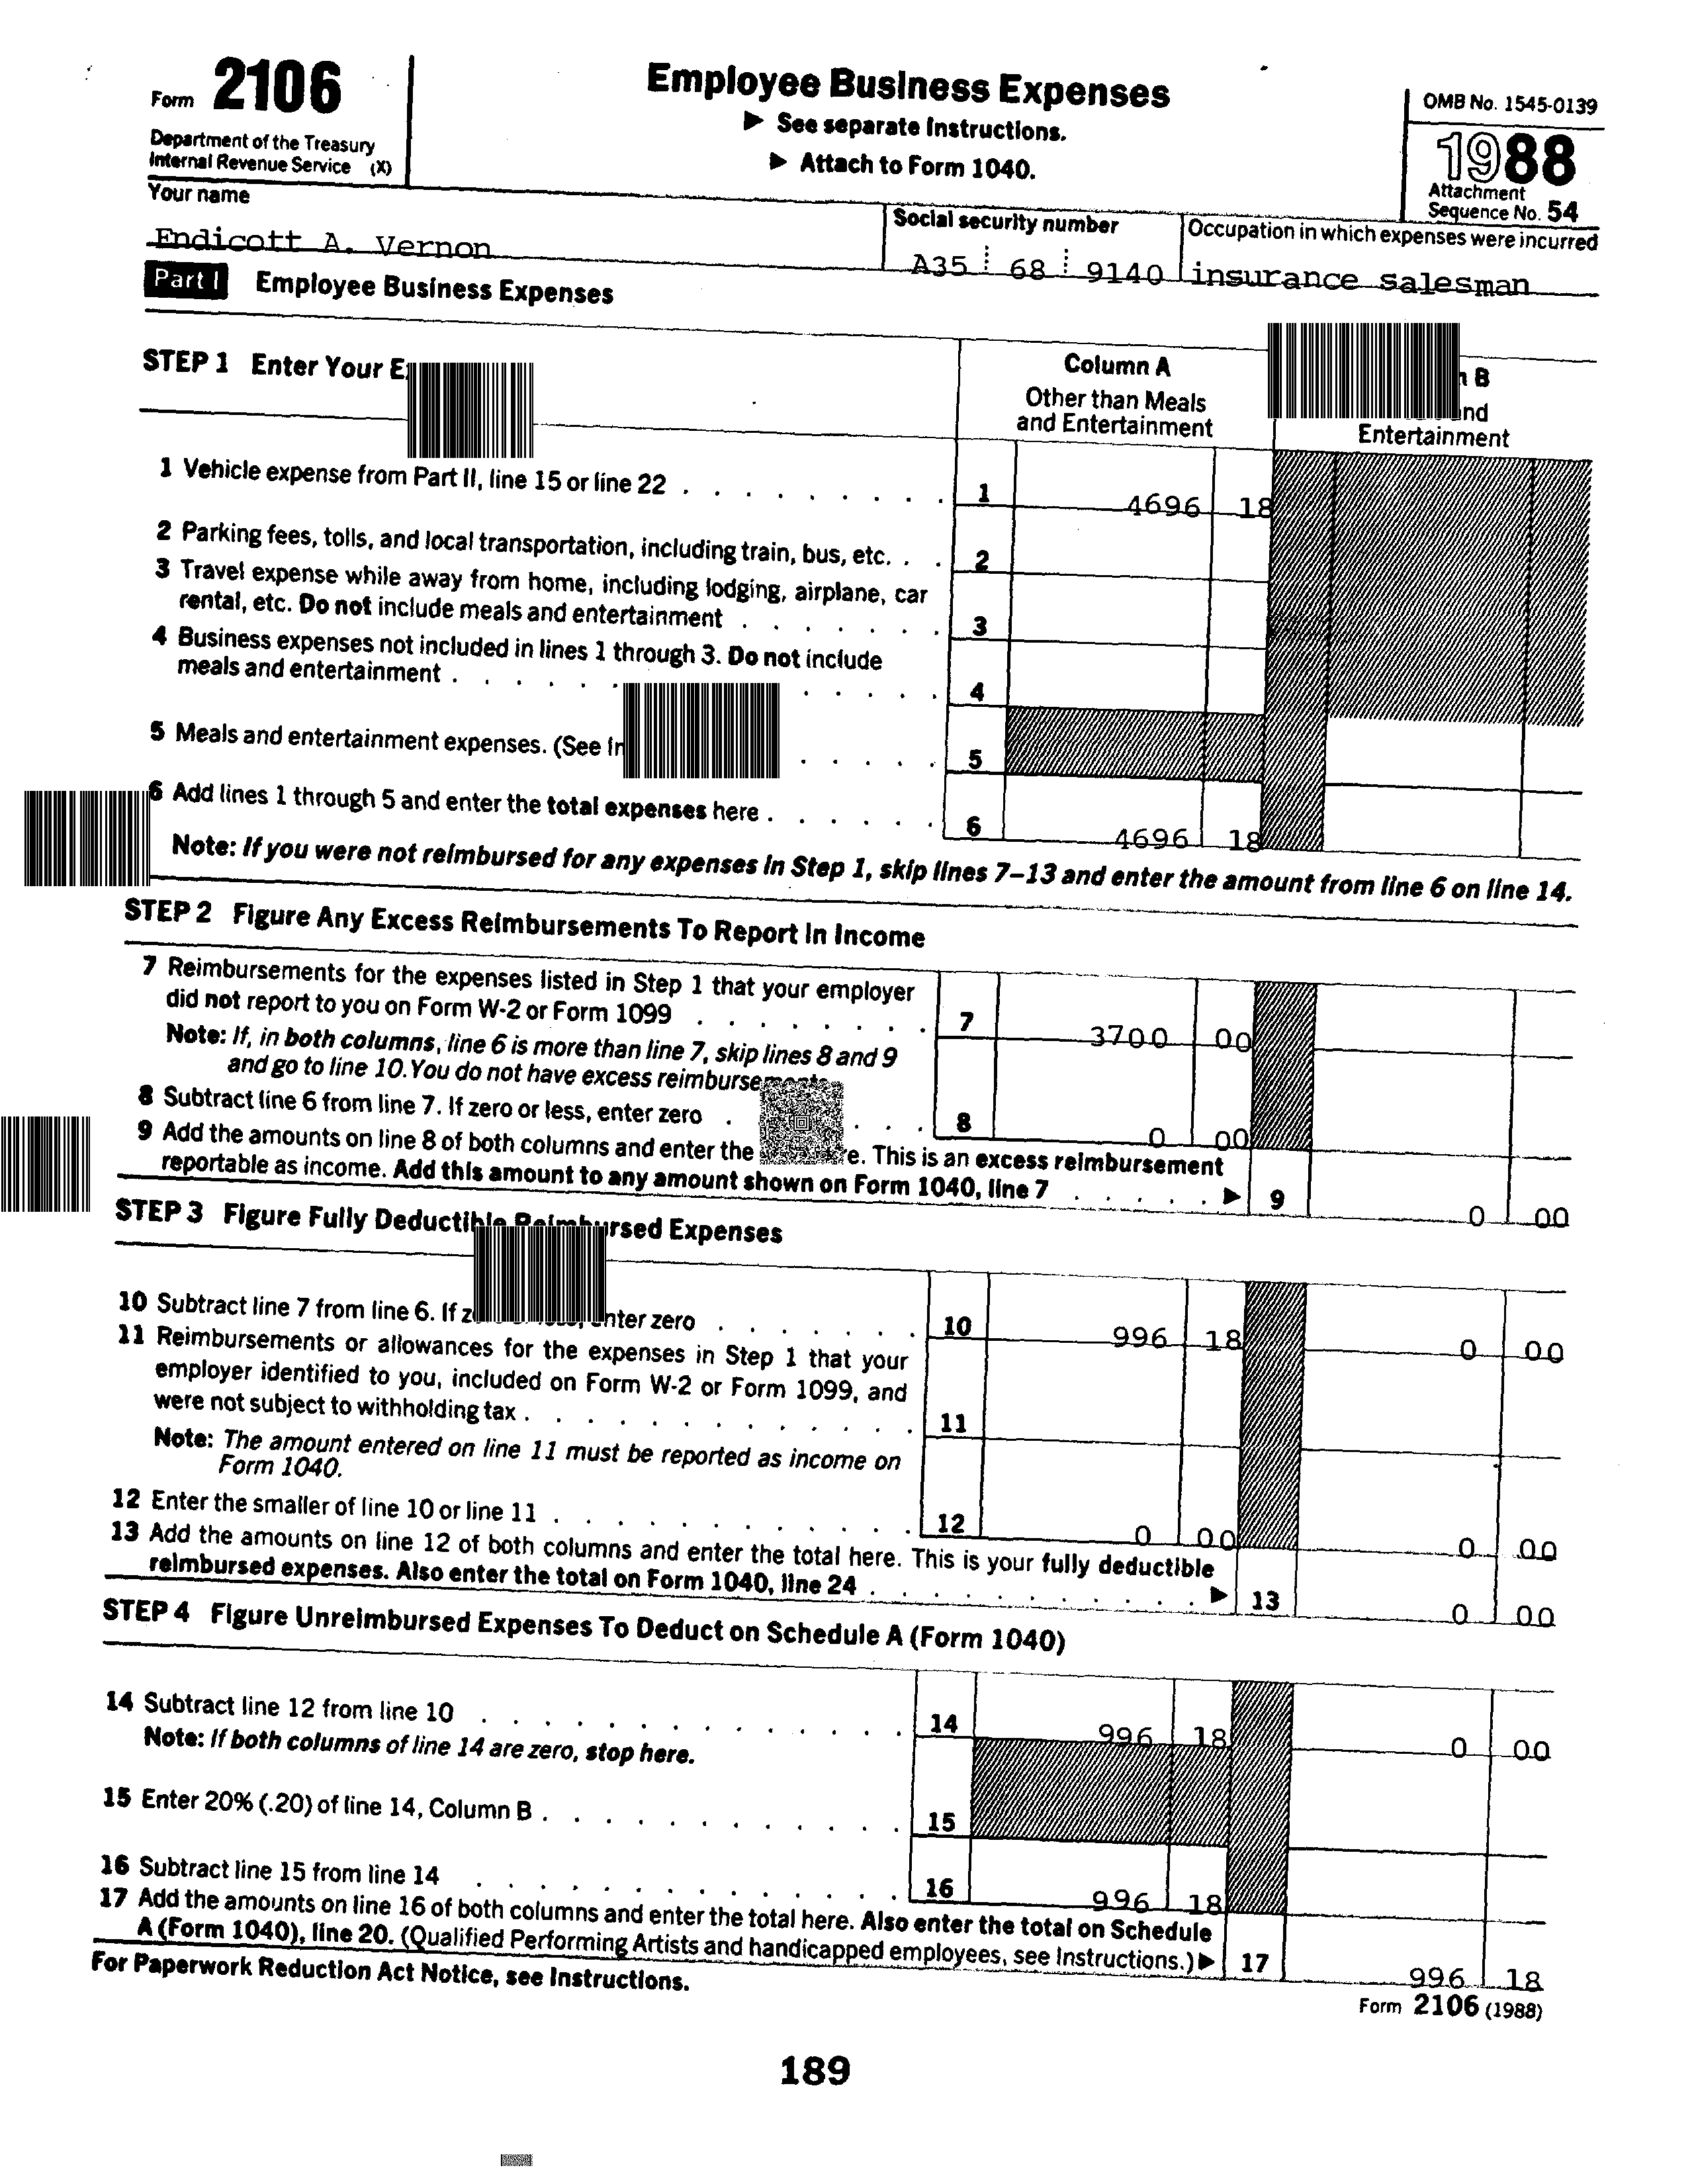 Form 2106
Department of the Treasury
Internal Revenue Service (X)
Employee Business Expenses
▶ See separate Instructions.
▶ Attach to Form 1040.
OMB No. 1545-0139
1988
Attachment
Sequence No. 54
Your name
Endicott A. Vernon
Social security number
A35 68 9140
Occupation in which expenses were incurred
insurance salesman
Part I Employee Business Expenses
STEP 1 Enter Your
Column A
Other than Meals
and Entertainment
B
Entertainment
1 Vehicle expense from Part II, line 15 or line 22 . . . . . . . . . 1 4696 18
2 Parking fees, tolls, and local transportation, including train, bus, etc. . . 2
3 Travel expense while away from home, including lodging, airplane, car
rental, etc. Do not include meals and entertainment . . . . . . . 3
4 Business expenses not included in lines 1 through 3. Do not include
meals and entertainment . . . . . . . . . . . 4
5 Meals and entertainment expenses. (See . . . . . 5
6 Add lines 1 through 5 and enter the total expenses here . . . . . . 6 4696 18
Note: If you were not reimbursed for any expenses in Step 1, skip lines 7–13 and enter the amount from line 6 on line 14.
STEP 2 Figure Any Excess Reimbursements To Report In Income
7 Reimbursements for the expenses listed in Step 1 that your employer
did not report to you on Form W-2 or Form 1099 . . . . . . . . 7 3700 00
Note: If, in both columns, line 6 is more than line 7, skip lines 8 and 9
and go to line 10. You do not have excess
8 Subtract line 6 from line 7. If zero or less, enter zero . . . . 8 0 00
9 Add the amounts on line 8 of both columns and enter the This is an excess reimbursement
reportable as income. Add this amount to any amount shown on Form 1040, line 7 . . . . . ▶ 9 0 00
STEP 3 Figure Fully Expenses
10 Subtract line 7 from line 6. If enter zero . . . . . . . 10 996 18 0 00
11 Reimbursements or allowances for the expenses in Step 1 that your
employer identified to you, included on Form W-2 or Form 1099, and
were not subject to withholding tax . . . . . . . . . . . . . 11
Note: The amount entered on line 11 must be reported as income on
Form 1040.
12 Enter the smaller of line 10 or line 11 . . . . . . . . . . . . 12 0 00 0 00
13 Add the amounts on line 12 of both columns and enter the total here. This is your fully deductible
reimbursed expenses. Also enter the total on Form 1040, line 24 . . . . . . . . . . . ▶ 13 0 00
STEP 4 Figure Unreimbursed Expenses To Deduct on Schedule A (Form 1040)
14 Subtract line 12 from line 10 . . . . . . . . . . . . . . 14 996 18 0 00
Note: If both columns of line 14 are zero, stop here.
15 Enter 20% (.20) of line 14, Column B . . . . . . . . . . . . 15
16 Subtract line 15 from line 14 . . . . . . . . . . . . . . 16 996 18
17 Add the amounts on line 16 of both columns and enter the total here. Also enter the total on Schedule
A (Form 1040), line 20. (Qualified Performing Artists and handicapped employees, see Instructions.) ▶ 17 996 18
For Paperwork Reduction Act Notice, see Instructions.
Form 2106 (1988)
189